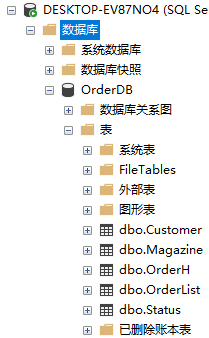 DESKTOP-EV87NO4 (SQL Se
数据库
系统数据库
数据库快照
OrderDB
数据库关系图
表
系统表
FileTables
外部表
图形表
dbo.Customer
dbo.Magazine
dbo.OrderH
dbo.OrderList
dbo.Status
已删除账本表